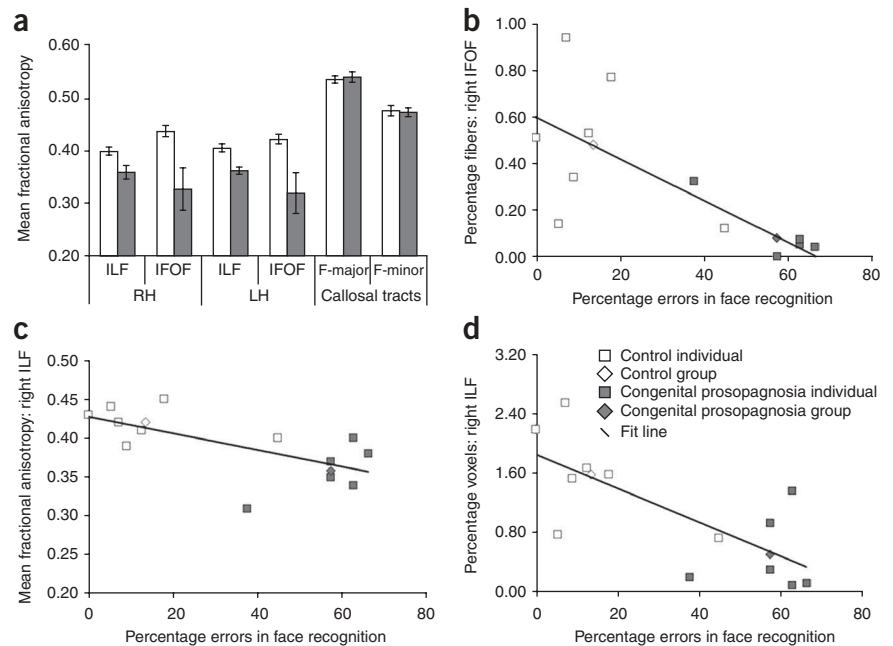 a
Mean fractional anisotropy
0.60
0.50
0.40
0.30
0.20
ILF IFOF ILF IFOF F-major F-minor
RH LH Callosal tracts
b
Percentage fibers: right IFOF
1.00
0.80
0.60
0.40
0.20
0.00
0 20 40 60 80
Percentage errors in face recognition
c
Mean fractional anisotropy: right ILF
0.50
0.45
0.40
0.35
0.30
0.25
0.20
0 20 40 60 80
Percentage errors in face recognition
d
Percentage voxels: right ILF
3.20
2.40
1.60
0.80
0.00
0 20 40 60 80
Percentage errors in face recognition
Control individual
Control group
Congenital prosopagnosia individual
Congenital prosopagnosia group
Fit line